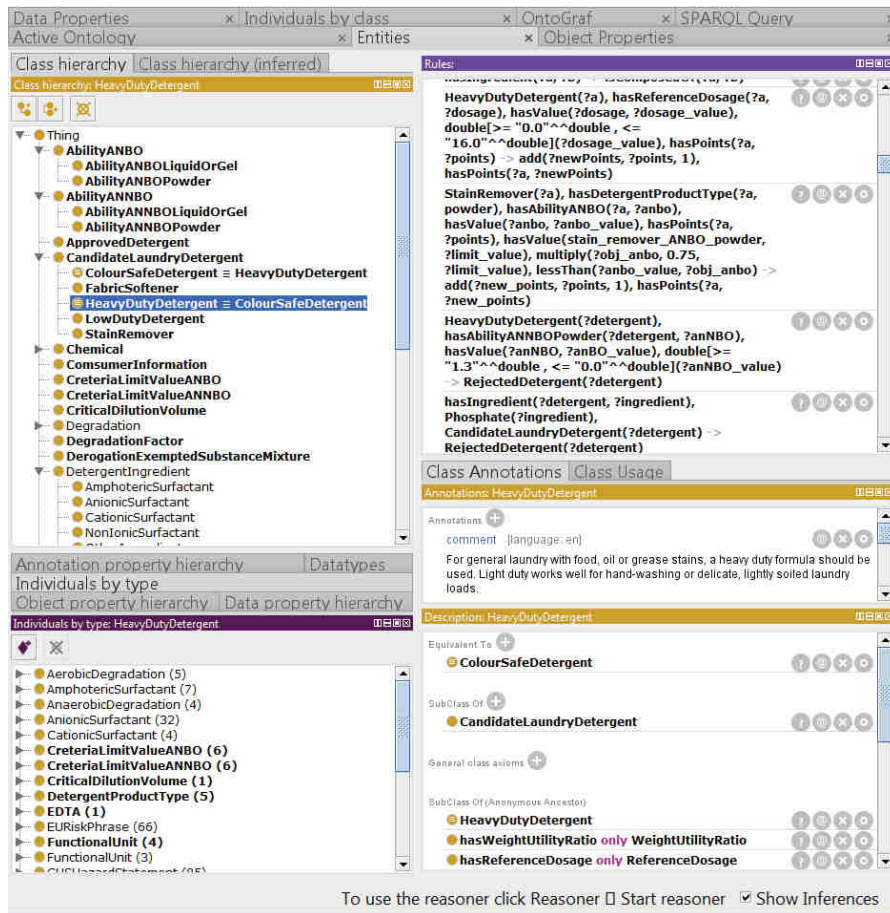 Data Properties × Individuals by class × OntoGraf × SPARQL Query
Active Ontology × Entities × Object Properties
Class hierarchy Class hierarchy (inferred)
Class hierarchy: HeavyDutyDetergent
Thing
AbilityANBO
AbilityANBOLiquidOrGel
AbilityANBOPowder
AbilityANNBO
AbilityANNBOLiquidOrGel
AbilityANNBOPowder
ApprovedDetergent
CandidateLaundryDetergent
ColourSafeDetergent ≡ HeavyDutyDetergent
FabricSoftener
HeavyDutyDetergent ≡ ColourSafeDetergent
LowDutyDetergent
StainRemover
Chemical
ComsumerInformation
CreteriaLimitValueANBO
CreteriaLimitValueANNBO
CriticalDilutionVolume
Degradation
DegradationFactor
DerogationExemptedSubstanceMixture
DetergentIngredient
AmphotericSurfactant
AnionicSurfactant
CationicSurfactant
NonIonicSurfactant
Annotation property hierarchy Datatypes
Individuals by type
Object property hierarchy Data property hierarchy
Individuals by type: HeavyDutyDetergent
AerobicDegradation (5)
AmphotericSurfactant (7)
AnaerobicDegradation (4)
AnionicSurfactant (32)
CationicSurfactant (4)
CreteriaLimitValueANBO (6)
CreteriaLimitValueANNBO (6)
CriticalDilutionVolume (1)
DetergentProductType (5)
EDTA (1)
EURiskPhrase (66)
FunctionalUnit (4)
FunctionalUnit (3)
Rules:
HeavyDutyDetergent(?a), hasReferenceDosage(?a,
?dosage), hasValue(?dosage, ?dosage_value),
double[>= "0.0"^^double , <=
"16.0"^^double](?dosage_value), hasPoints(?a,
?points) -> add(?newPoints, ?points, 1),
hasPoints(?a, ?newPoints)
StainRemover(?a), hasDetergentProductType(?a,
powder), hasAbilityANBO(?a, ?anbo),
hasValue(?anbo, ?anbo_value), hasPoints(?a,
?points), hasValue(stain_remover_ANBO_powder,
?limit_value), multiply(?obj_anbo, 0.75,
?limit_value), lessThan(?anbo_value, ?obj_anbo) ->
add(?new_points, ?points, 1), hasPoints(?a,
?new_points)
HeavyDutyDetergent(?detergent),
hasAbilityANNBOPowder(?detergent, ?anNBO),
hasValue(?anNBO, ?anBO_value), double[>=
"1.3"^^double , <= "0.0"^^double](?anNBO_value)
-> RejectedDetergent(?detergent)
hasIngredient(?detergent, ?ingredient),
Phosphate(?ingredient),
CandidateLaundryDetergent(?detergent) ->
RejectedDetergent(?detergent)
Class Annotations Class Usage
Annotations: HeavyDutyDetergent
Annotations
comment [language: en]
For general laundry with food, oil or grease stains, a heavy duty formula should be
used. Light duty works well for hand-washing or delicate, lightly soiled laundry
loads.
Description: HeavyDutyDetergent
Equivalent To
ColourSafeDetergent
SubClass Of
CandidateLaundryDetergent
General class axioms
SubClass Of (Anonymous Ancestor)
HeavyDutyDetergent
hasWeightUtilityRatio only WeightUtilityRatio
hasReferenceDosage only ReferenceDosage
To use the reasoner click Reasoner ▯ Start reasoner Show Inferences